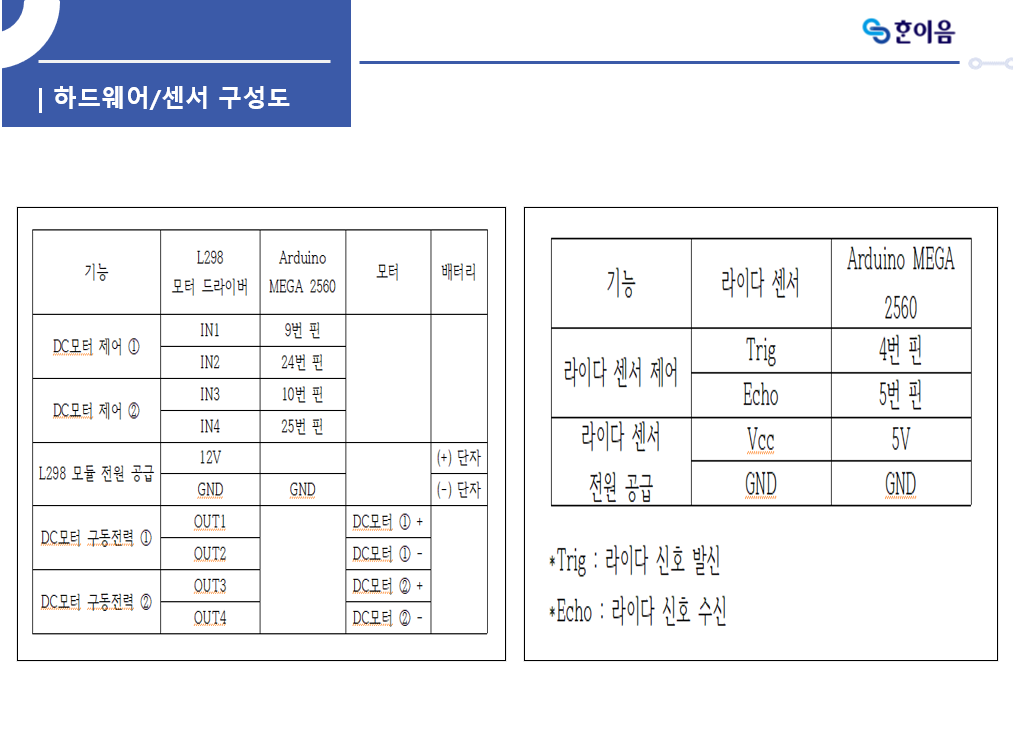 한이음
| 하드웨어/센서 구성도
기능
L298
모터 드라이버
Arduino
MEGA 2560
모터
배터리
DC모터 제어 ①
IN1
9번 핀
IN2
24번 핀
DC모터 제어 ②
IN3
10번 핀
IN4
25번 핀
L298 모듈 전원 공급
12V
(+) 단자
GND
GND
(-) 단자
DC모터 구동전력 ①
OUT1
DC모터 ① +
OUT2
DC모터 ① -
DC모터 구동전력 ②
OUT3
DC모터 ② +
OUT4
DC모터 ② -
기능
라이다 센서
Arduino MEGA
2560
라이다 센서 제어
Trig
4번 핀
Echo
5번 핀
라이다 센서
전원 공급
Vcc
5V
GND
GND
*Trig : 라이다 신호 발신
*Echo : 라이다 신호 수신